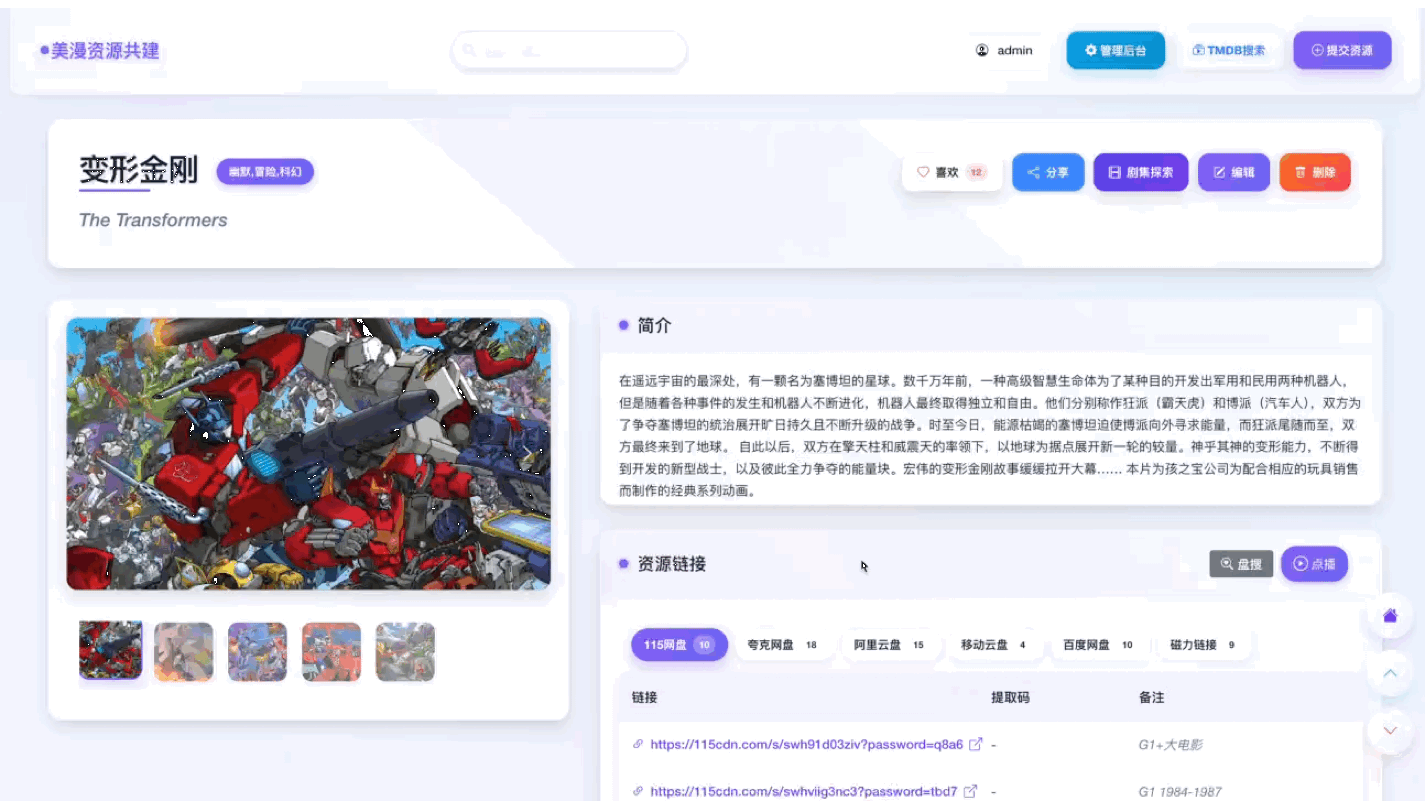 美漫资源共建
admin
管理后台
TMDB搜索
提交资源
变形金刚
幽默,冒险,科幻
喜欢 12
分享
剧集探索
编辑
删除
The Transformers
简介
在遥远宇宙的最深处，有一颗名为塞博坦的星球。数千万年前，一种高级智慧生命体为了某种目的开发出军用和民用两种机器人，
但是随着各种事件的发生和机器人不断进化，机器人最终取得独立和自由。他们分别称作狂派（霸天虎）和博派（汽车人），双方为
了争夺塞博坦的统治展开旷日持久且不断升级的战争。时至今日，能源枯竭的塞博坦迫使博派向外寻求能量，而狂派尾随而至，双
方最终来到了地球。 自此以后，双方在擎天柱和威震天的率领下，以地球为据点展开新一轮的较量。神乎其神的变形能力，不断得
到开发的新型战士，以及彼此全力争夺的能量块。宏伟的变形金刚故事缓缓拉开大幕…… 本片为孩之宝公司为配合相应的玩具销售
而制作的经典系列动画。
资源链接
盘搜
点播
115网盘 10
夸克网盘 18
阿里云盘 15
移动云盘 4
百度网盘 10
磁力链接 9
链接 提取码 备注
https://115cdn.com/s/swh91d03ziv?password=q8a6 - G1+大电影
https://115cdn.com/s/swhviig3nc3?password=tbd7 - G1 1984-1987